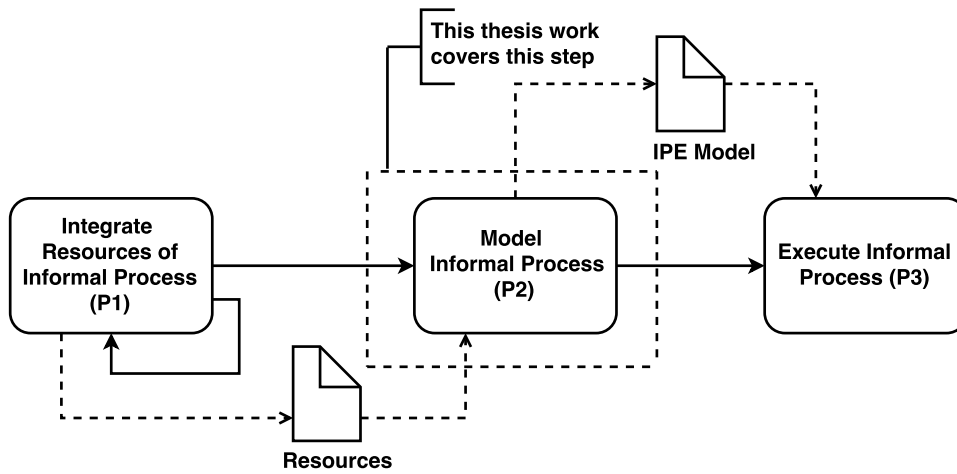 This thesis work
covers this step
IPE Model
Integrate
Resources of
Informal Process
(P1)
Model
Informal Process
(P2)
Execute Informal
Process (P3)
Resources